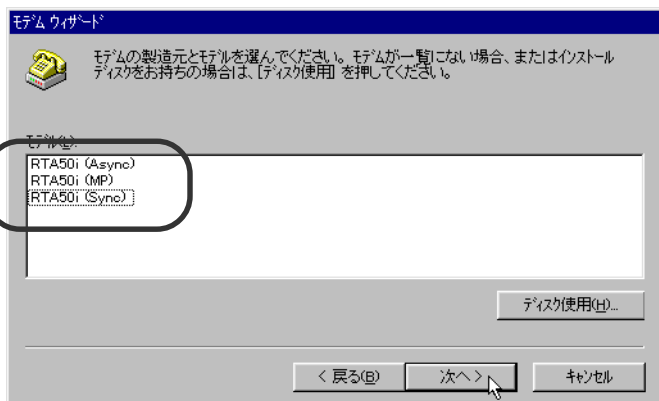 モデム ウィザード
モデムの製造元とモデルを選んでください。モデムが一覧にない場合、またはインストール
ディスクをお持ちの場合は、[ディスク使用] を押してください。
モデル(L):
RTA50i (Async)
RTA50i (MP)
RTA50i (Sync)
ディスク使用(H)...
< 戻る(B)
次へ >
キャンセル